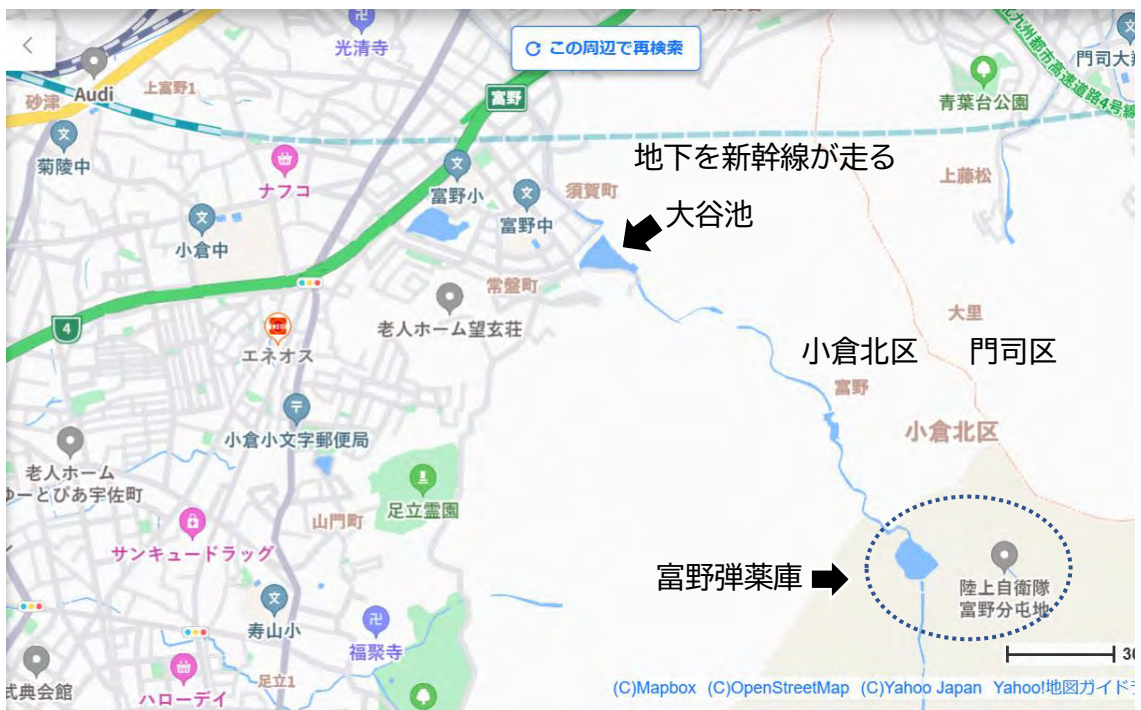 光清寺
この周辺で再検索
北九州都市高速道路4号線
門司大
Audi
上富野1
砂津
富野
青葉台公園
菊陵中
ナフコ
地下を新幹線が走る
富野小
富野中
須賀町
上藤松
大谷池
小倉中
常盤町
老人ホーム望玄荘
4
エネオス
大里
小倉北区
門司区
富野
小倉北区
小倉小文字郵便局
老人ホーム
ゆーとぴあ宇佐町
足立霊園
山門町
サンキュードラッグ
富野弾薬庫
陸上自衛隊
富野分屯地
寿山小
福聚寺
式典会館
足立1
ハローデイ
30
(C)Mapbox (C)OpenStreetMap (C)Yahoo Japan Yahoo!地図ガイド